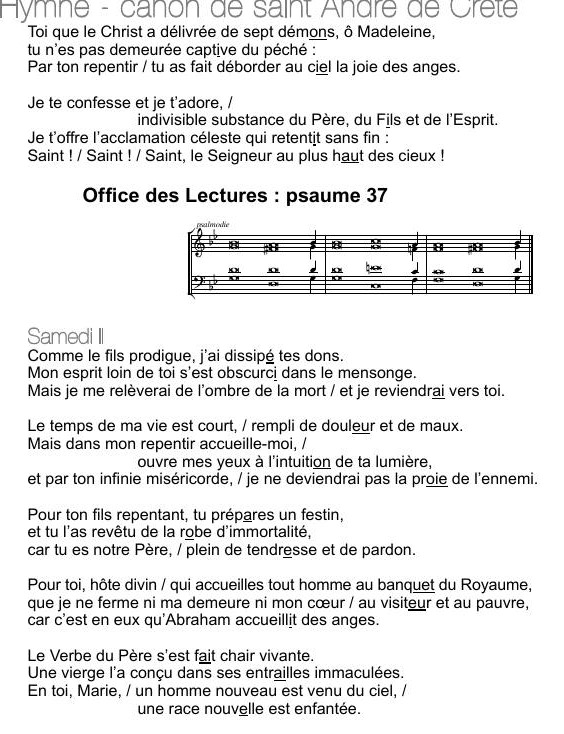 Hymne - canon de saint André de Crète
Toi que le Christ a délivrée de sept démons, ô Madeleine,
tu n’es pas demeurée captive du péché :
Par ton repentir / tu as fait déborder au ciel la joie des anges.
Je te confesse et je t’adore, /
indivisible substance du Père, du Fils et de l’Esprit.
Je t’offre l’acclamation céleste qui retentit sans fin :
Saint ! / Saint ! / Saint, le Seigneur au plus haut des cieux !
Office des Lectures : psaume 37
psalmodie
Samedi II
Comme le fils prodigue, j’ai dissipé tes dons.
Mon esprit loin de toi s’est obscurci dans le mensonge.
Mais je me relèverai de l’ombre de la mort / et je reviendrai vers toi.
Le temps de ma vie est court, / rempli de douleur et de maux.
Mais dans mon repentir accueille-moi, /
ouvre mes yeux à l’intuition de ta lumière,
et par ton infinie miséricorde, / je ne deviendrai pas la proie de l’ennemi.
Pour ton fils repentant, tu prépares un festin,
et tu l’as revêtu de la robe d’immortalité,
car tu es notre Père, / plein de tendresse et de pardon.
Pour toi, hôte divin / qui accueilles tout homme au banquet du Royaume,
que je ne ferme ni ma demeure ni mon cœur / au visiteur et au pauvre,
car c’est en eux qu’Abraham accueillit des anges.
Le Verbe du Père s’est fait chair vivante.
Une vierge l’a conçu dans ses entrailles immaculées.
En toi, Marie, / un homme nouveau est venu du ciel, /
une race nouvelle est enfantée.